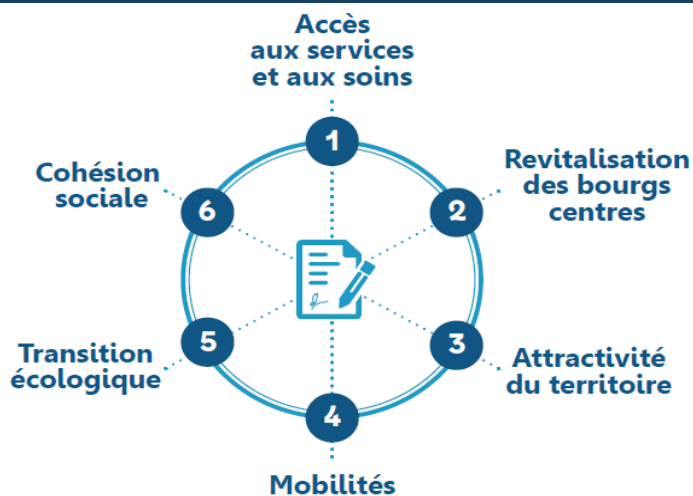 Accès
aux services
et aux soins
1
Revitalisation
des bourgs
centres
2
Attractivité
du territoire
3
4
Mobilités
5
Transition
écologique
6
Cohésion
sociale